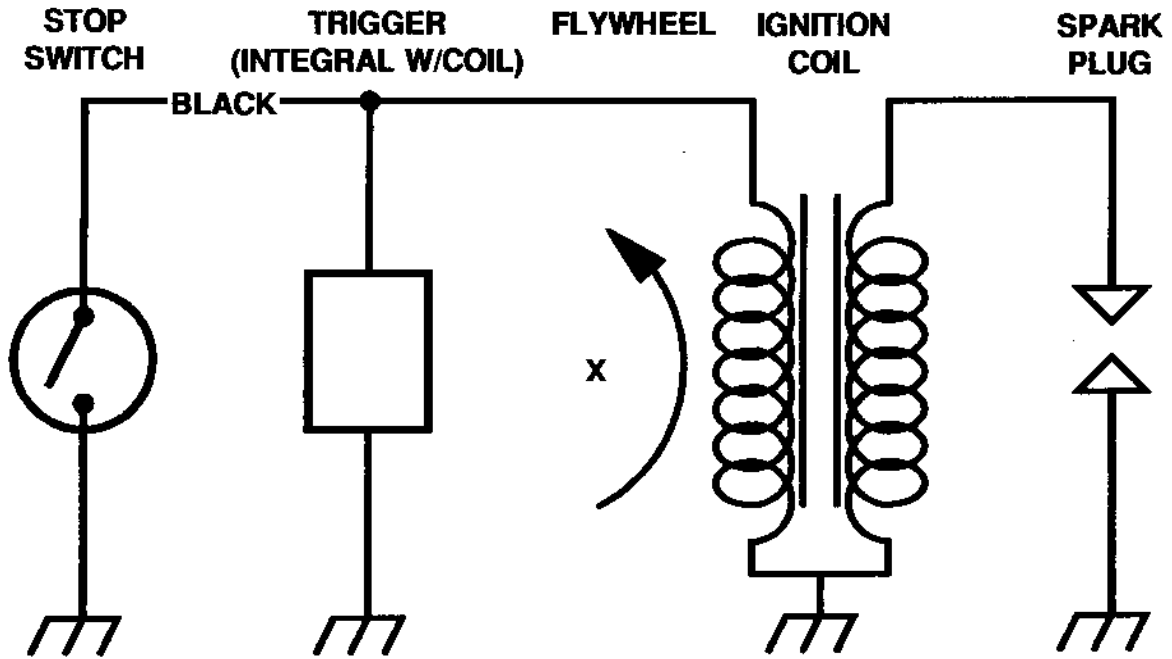 STOP
SWITCH
TRIGGER
(INTEGRAL W/COIL)
FLYWHEEL
IGNITION
COIL
SPARK
PLUG
BLACK
X